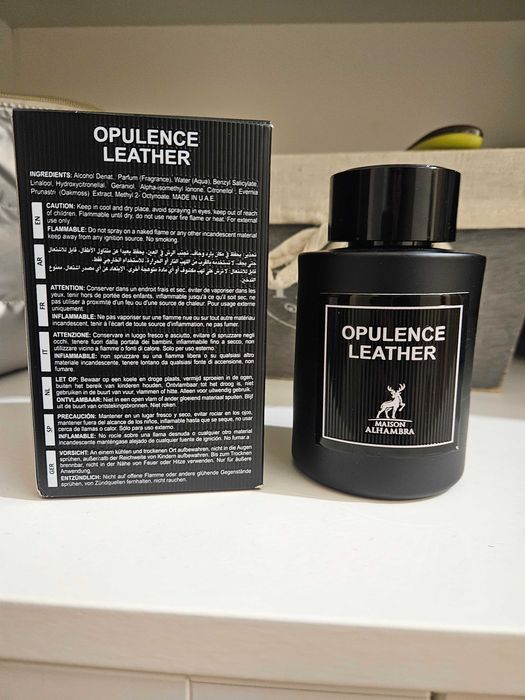 OPULENCE
LEATHER
INGREDIENTS: Alcohol Denat., Parfum (Fragrance), Water (Aqua), Benzyl Salicylate,
Linalool, Hydroxycitronellal, Geraniol, Alpha-isomethyl Ionone, Citronellol, Evernia
Prunastri (Oakmoss) Extract, Methyl 2- Octynoate. MADE IN U.A.E
EN
CAUTION: Keep in cool and dry place, avoid spraying in eyes, keep out of reach
of children. Flammable until dry, do not use near fire flame or heat. For external
use only.
FLAMMABLE: Do not spray on a naked flame or any other incandescent material
keep away from any ignition source. No smoking.
AR
FR
ATTENTION: Conserver dans un endroit frais et sec, éviter de vaporiser dans les
yeux, tenir hors de portée des enfants, inflammable jusqu'à ce qu'il soit sec, ne
pas utiliser à proximité d'un feu ou d'une source de chaleur. Pour usage externe
uniquement.
INFLAMMABLE: Ne pas vaporiser sur une flamme nue ou sur tout autre matériau
incandescent, tenir à l'écart de toute source d'inflammation, ne pas fumer.
IT
ATTENZIONE: Conservare in luogo fresco e asciutto, evitare di spruzzare negli
occhi, tenere fuori dalla portata dei bambini, infiammabile fino a secco, non
utilizzare vicino a fiamme o fonti di calore. Solo per uso esterno.
INFIAMMABILE: non spruzzare su una fiamma libera o su qualsiasi altro
materiale incandescente, tenere lontano da qualsiasi fonte di accensione, non
fumare.
NL
LET OP: Bewaar op een koele en droge plaats, vermijd sproeien in de ogen,
buiten het bereik van kinderen houden. Ontvlambaar tot het droog is, niet
gebruiken in de buurt van vuur, vlammen of hitte. Alleen voor uitwendig gebruik.
ONTVLAMBAAR: Niet in een open vlam of ander gloeiend materiaal spuiten. Blijf
uit de buurt van ontstekingsbronnen. Niet roken.
SP
PRECAUCIÓN: Mantener en un lugar fresco y seco, evitar rociar en los ojos,
mantener fuera del alcance de los niños, inflamable hasta que se seque, no usar
cerca de llamas o calor. Sólo para uso externo.
INFLAMABLE: No rocíe sobre una llama desnuda o cualquier otro material
incandescente manténgase alejado de cualquier fuente de ignición. No fumar
GER
VORSICHT: An einem kühlen und trockenen Ort aufbewahren, nicht in die Augen
sprühen, außerhalb der Reichweite von Kindern aufbewahren. Bis zum Trocknen
brennbar, nicht in der Nähe von Feuer oder Hitze verwenden. Nur für äußere
Anwendung.
ENTZÜNDLICH: Nicht auf offene Flamme oder andere glühende Gegenstände
sprühen, von Zündquellen fernhalten, nicht rauchen.
OPULENCE
LEATHER
MAISON
ALHAMBRA